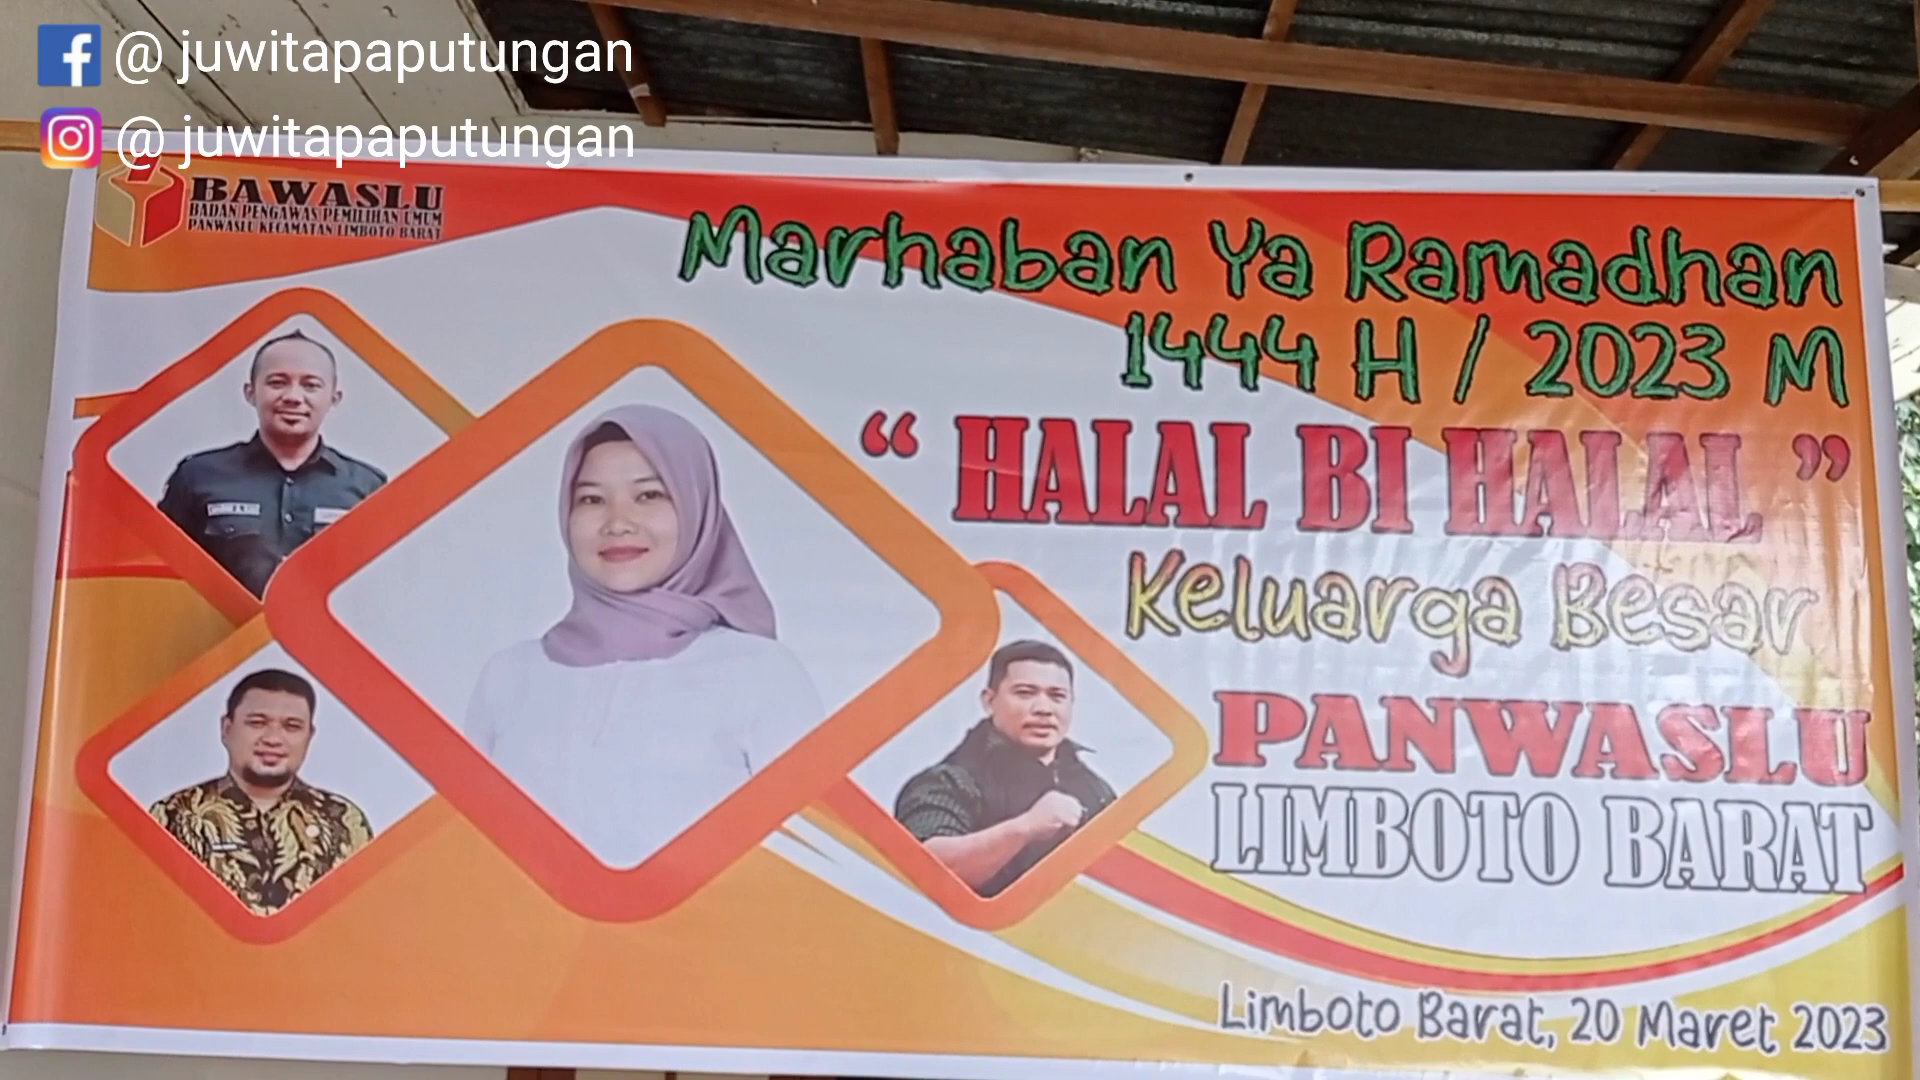 @ juwitapaputungan
@ juwitapaputungan
BAWASLU
BADAN PENGAWAS PEMILIHAN UMUM
PANWASLU KECAMATAN LIMBOTO BARAT
Marhaban Ya Ramadhan
1444 H / 2023 M
“ HALAL BI HALAL ”
Keluarga Besar
PANWASLU
LIMBOTO BARAT
Limboto Barat, 20 Maret 2023